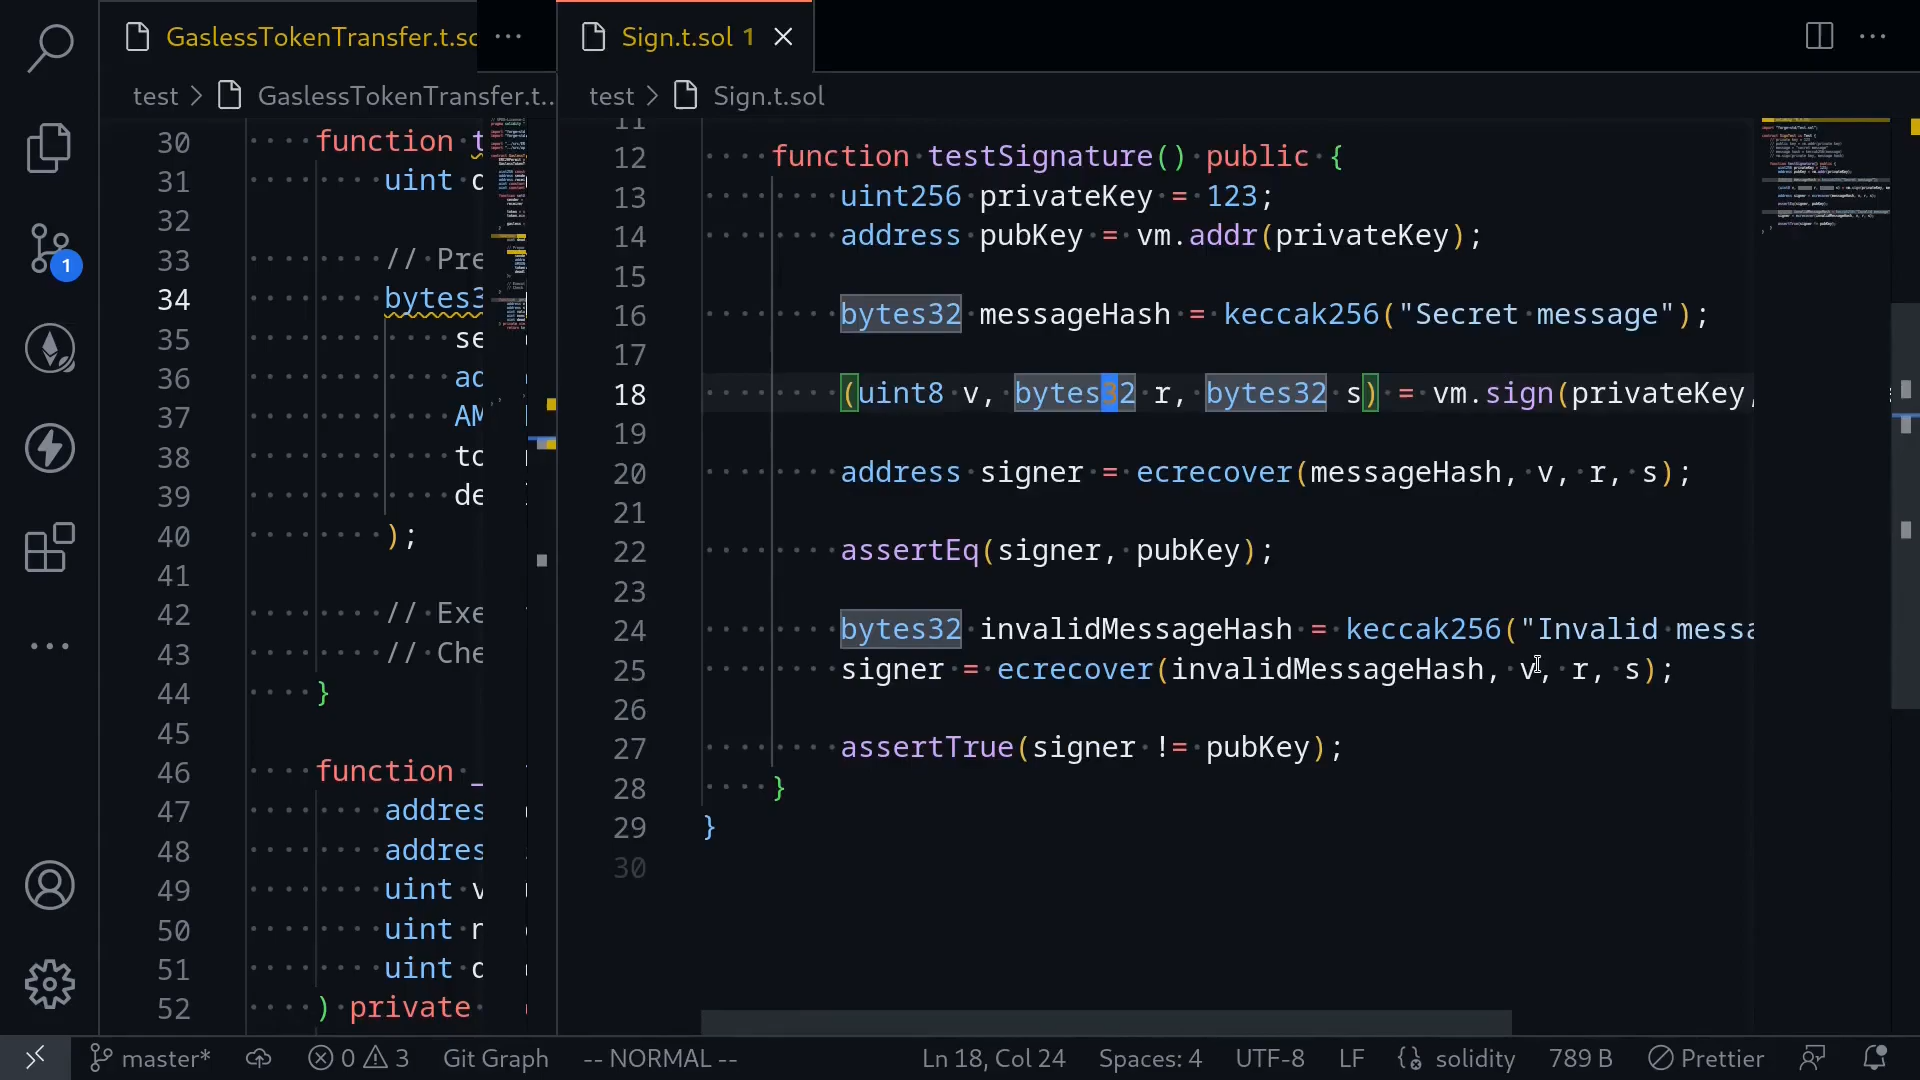 GaslessTokenTransfer.t.sc
Sign.t.sol 1
test > GaslessTokenTransfer.t...
test > Sign.t.sol
30 function t
31 uint d
32
33 // Pre
34 bytes3
35 se
36 ad
37 AM
38 to
39 de
40 );
41
42 // Exe
43 // Che
44 }
45
46 function _
47 addres
48 addres
49 uint v
50 uint n
51 uint d
52 ) private
11
12 function testSignature() public {
13 uint256 privateKey = 123;
14 address pubKey = vm.addr(privateKey);
15
16 bytes32 messageHash = keccak256("Secret message");
17
18 (uint8 v, bytes32 r, bytes32 s) = vm.sign(privateKey,
19
20 address signer = ecrecover(messageHash, v, r, s);
21
22 assertEq(signer, pubKey);
23
24 bytes32 invalidMessageHash = keccak256("Invalid messa
25 signer = ecrecover(invalidMessageHash, v, r, s);
26
27 assertTrue(signer != pubKey);
28 }
29 }
30
1
master* 0 3 Git Graph -- NORMAL -- Ln 18, Col 24 Spaces: 4 UTF-8 LF solidity 789 B Prettier